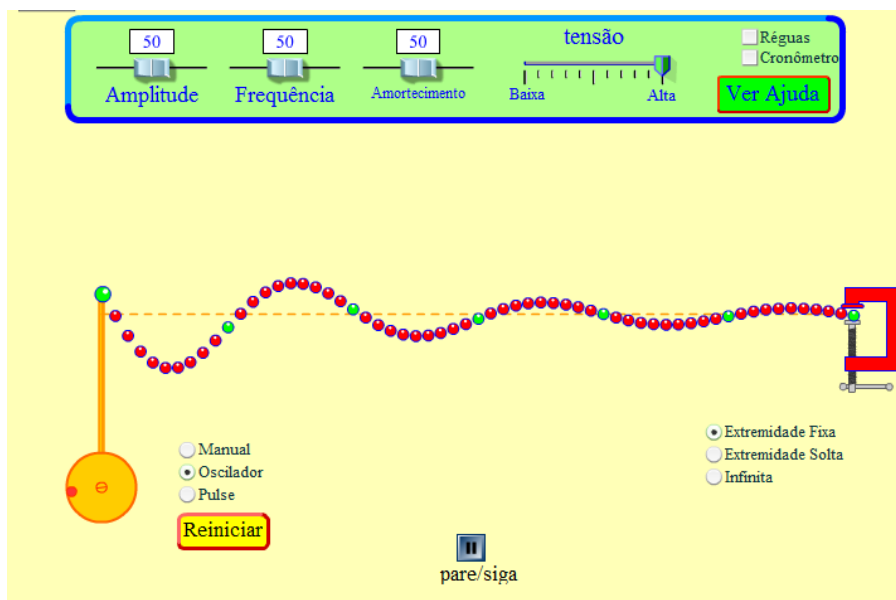 50
50
50
tensão
Réguas
Cronômetro
Amplitude
Frequência
Amortecimento
Baixa
Alta
Ver Ajuda
Manual
Oscilador
Pulse
Reiniciar
Extremidade Fixa
Extremidade Solta
Infinita
pare/siga